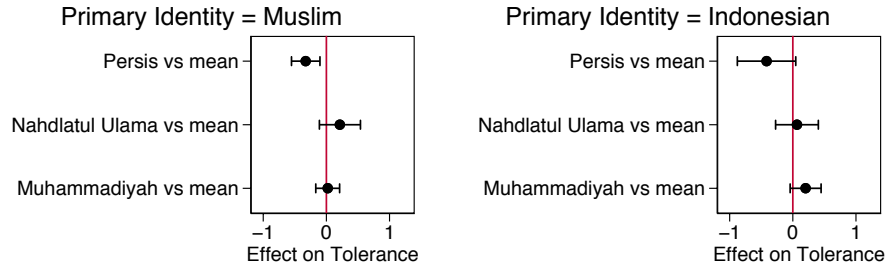 Primary Identity = Muslim
Persis vs mean
Nahdlatul Ulama vs mean
Muhammadiyah vs mean
−1 0 1
Effect on Tolerance
Primary Identity = Indonesian
Persis vs mean
Nahdlatul Ulama vs mean
Muhammadiyah vs mean
−1 0 1
Effect on Tolerance